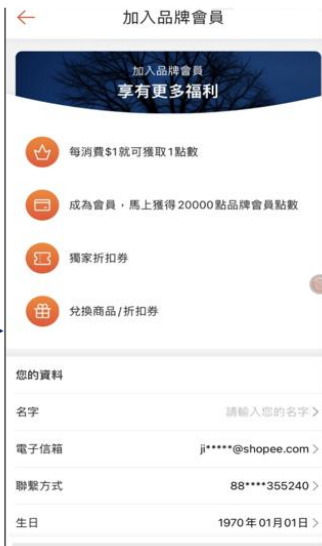 加入品牌會員
加入品牌會員
享有更多福利
每消費$1就可獲取1點數
成為會員，馬上獲得20000點品牌會員點數
獨家折扣券
兌換商品/折扣券
您的資料
名字 請輸入您的名字 >
電子信箱 ji*****@shopee.com >
聯繫方式 88****355240 >
生日 1970年01月01日 >